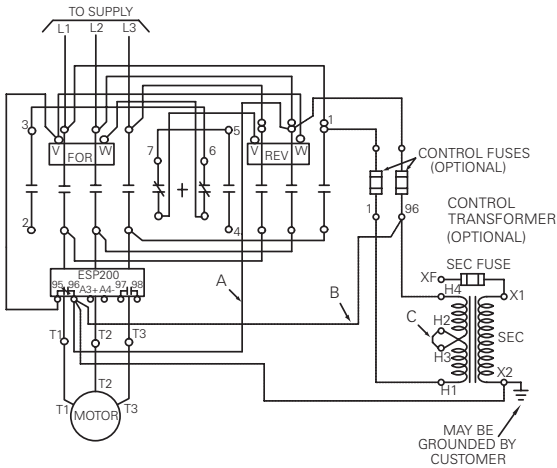 TO SUPPLY
L1 L2 L3
3
V FOR W
7
6
5
V REV W
1
2
4
CONTROL FUSES
(OPTIONAL)
1
96
CONTROL
TRANSFORMER
(OPTIONAL)
SEC FUSE
XF
H4
X1
ESP200
95 96 A3+ A4- 97 98
A
B
C
H2
H3
SEC
H1
X2
T1 T2 T3
T1 T2 T3
MOTOR
MAY BE
GROUNDED BY
CUSTOMER